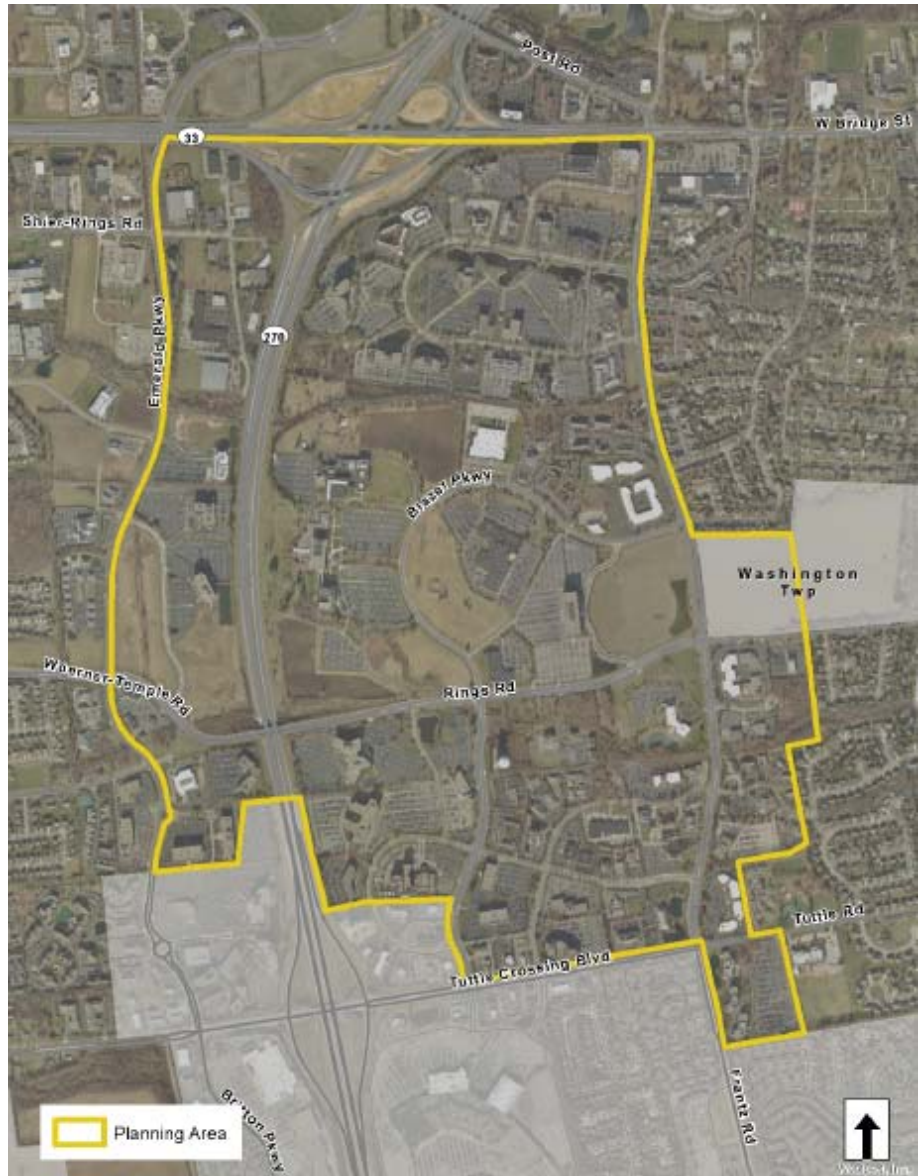 Post Rd
33
W Bridge St
Shier-Rings Rd
Emerald Pkwy
270
Blazer Pkwy
Washington
Twp
Woerner-Temple Rd
Rings Rd
Tuttle Rd
Tuttle Crossing Blvd
Britton Pkwy
Frantz Rd
Planning Area